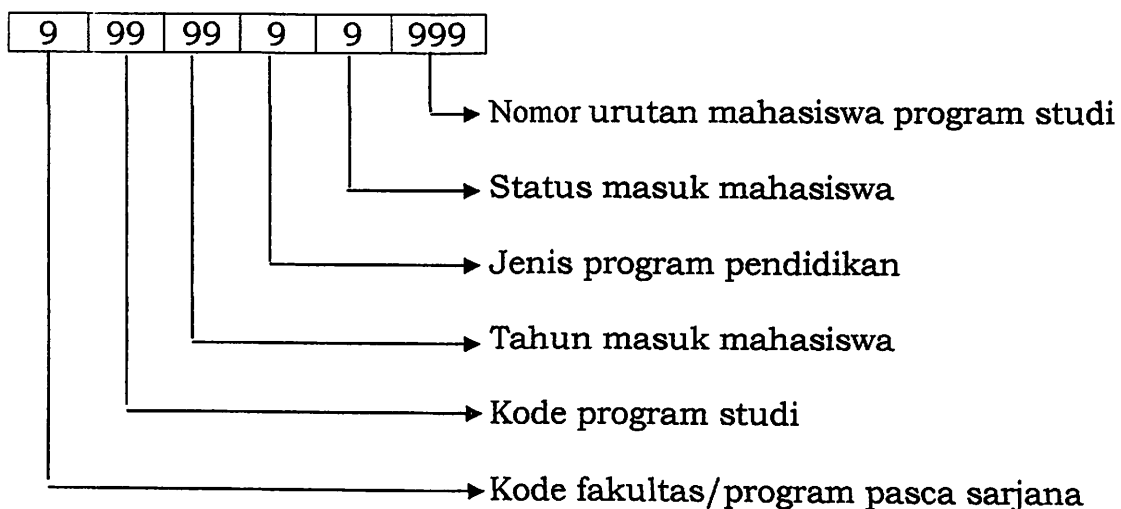 9 99 99 9 9 999
Nomor urutan mahasiswa program studi
Status masuk mahasiswa
Jenis program pendidikan
Tahun masuk mahasiswa
Kode program studi
Kode fakultas/program pasca sarjana